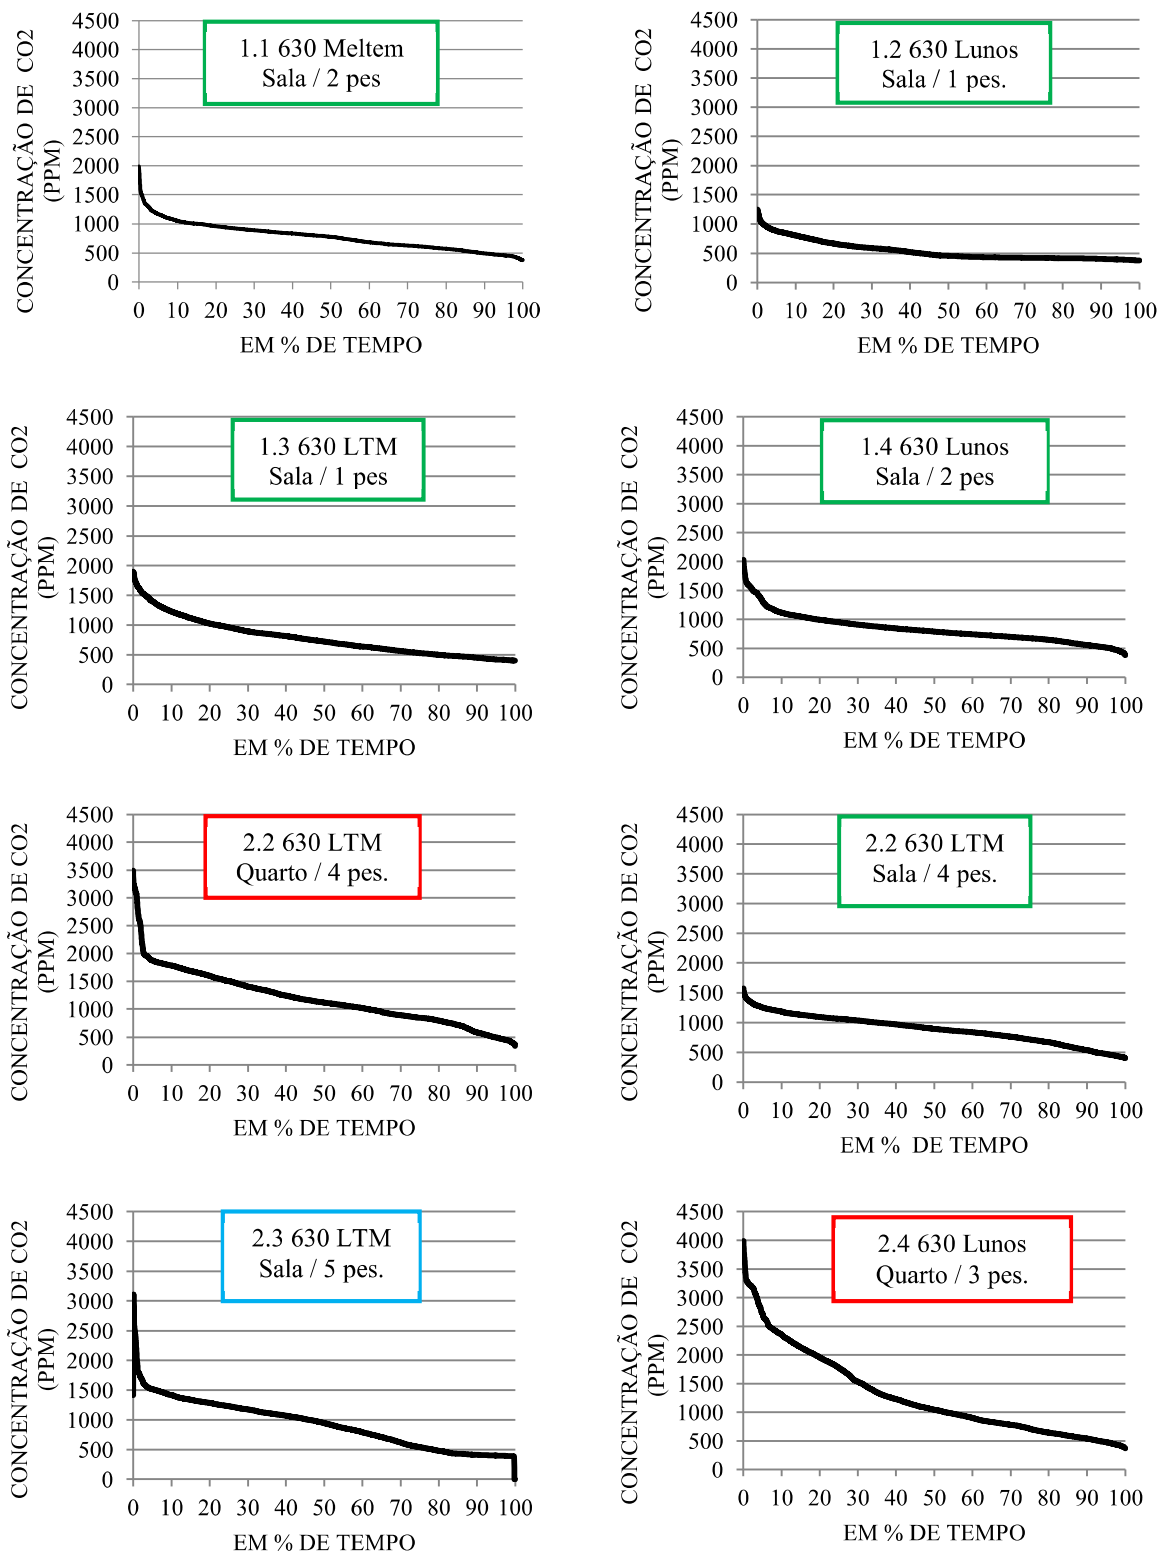 CONCENTRAÇÃO DE CO2
(PPM)
4500
4000
3500
3000
2500
2000
1500
1000
500
0
1.1 630 Meltem
Sala / 2 pes
0 10 20 30 40 50 60 70 80 90 100
EM % DE TEMPO
CONCENTRAÇÃO DE CO2
(PPM)
4500
4000
3500
3000
2500
2000
1500
1000
500
0
1.2 630 Lunos
Sala / 1 pes.
0 10 20 30 40 50 60 70 80 90 100
EM % DE TEMPO
CONCENTRAÇÃO DE CO2
(PPM)
4500
4000
3500
3000
2500
2000
1500
1000
500
0
1.3 630 LTM
Sala / 1 pes
0 10 20 30 40 50 60 70 80 90 100
EM % DE TEMPO
CONCENTRAÇÃO DE CO2
(PPM)
4500
4000
3500
3000
2500
2000
1500
1000
500
0
1.4 630 Lunos
Sala / 2 pes
0 10 20 30 40 50 60 70 80 90 100
EM % DE TEMPO
CONCENTRAÇÃO DE CO2
(PPM)
4500
4000
3500
3000
2500
2000
1500
1000
500
0
2.2 630 LTM
Quarto / 4 pes.
0 10 20 30 40 50 60 70 80 90 100
EM % DE TEMPO
CONCENTRAÇÃO DE CO2
(PPM)
4500
4000
3500
3000
2500
2000
1500
1000
500
0
2.2 630 LTM
Sala / 4 pes.
0 10 20 30 40 50 60 70 80 90 100
EM % DE TEMPO
CONCENTRAÇÃO DE CO2
(PPM)
4500
4000
3500
3000
2500
2000
1500
1000
500
0
2.3 630 LTM
Sala / 5 pes.
0 10 20 30 40 50 60 70 80 90 100
EM % DE TEMPO
CONCENTRAÇÃO DE CO2
(PPM)
4500
4000
3500
3000
2500
2000
1500
1000
500
0
2.4 630 Lunos
Quarto / 3 pes.
0 10 20 30 40 50 60 70 80 90 100
EM % DE TEMPO